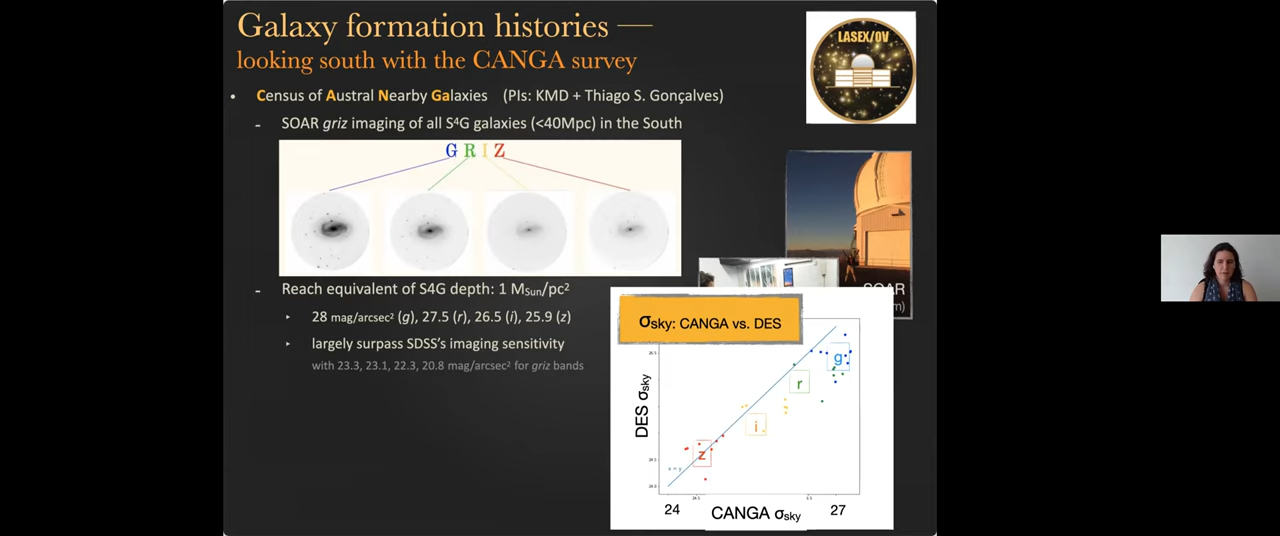 Galaxy formation histories —
looking south with the CANGA survey
LASEX/OV
• Census of Austral Nearby Galaxies (PIs: KMD + Thiago S. Gonçalves)
- SOAR griz imaging of all S⁴G galaxies (<40Mpc) in the South
G R I Z
- Reach equivalent of S4G depth: 1 MSun/pc²
‣ 28 mag/arcsec² (g), 27.5 (r), 26.5 (i), 25.9 (z)
‣ largely surpass SDSS's imaging sensitivity
with 23.3, 23.1, 22.3, 20.8 mag/arcsec² for griz bands
SOAR
m)
σsky: CANGA vs. DES
DES σsky
g
r
i
z
x = y
24
CANGA σsky
27